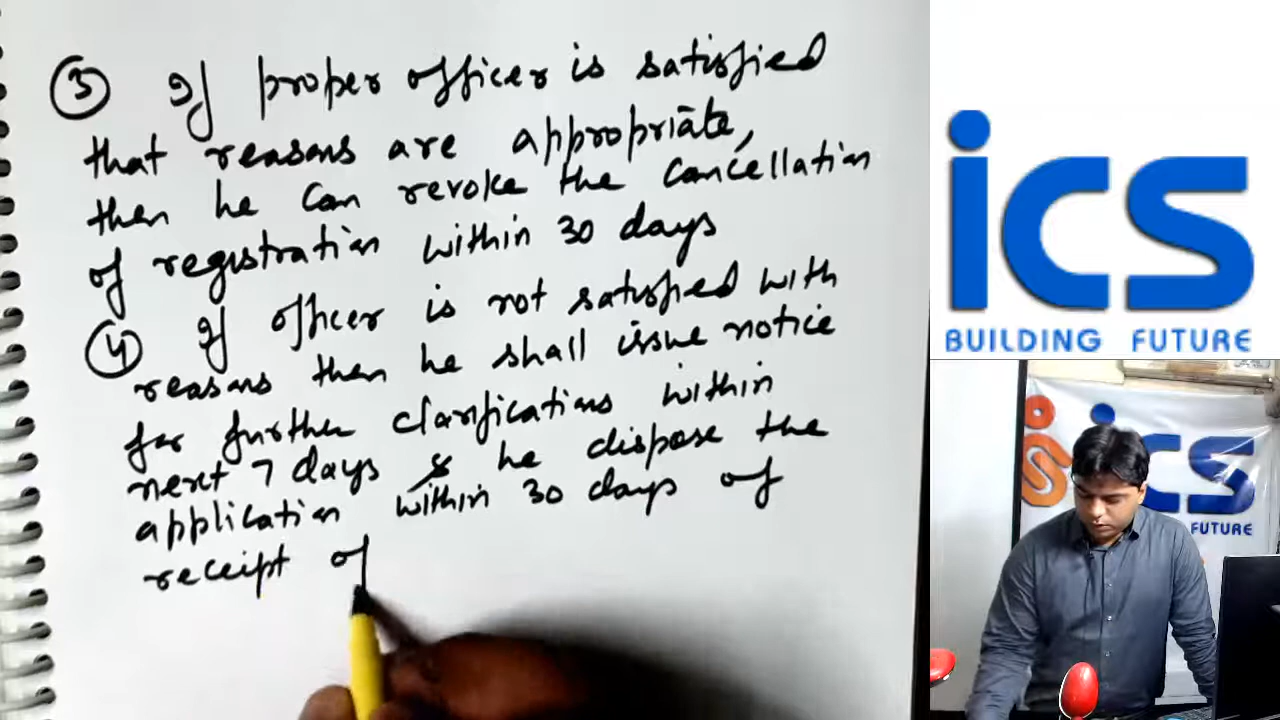 ③ If proper officer is satisfied
that reasons are appropriate,
then he can revoke the cancellation
of registration within 30 days
④ If officer is not satisfied with
reasons then he shall issue notice
for further clarifications within
next 7 days & he dispose the
application within 30 days of
receipt of
ics
BUILDING FUTURE
ics
FUTURE